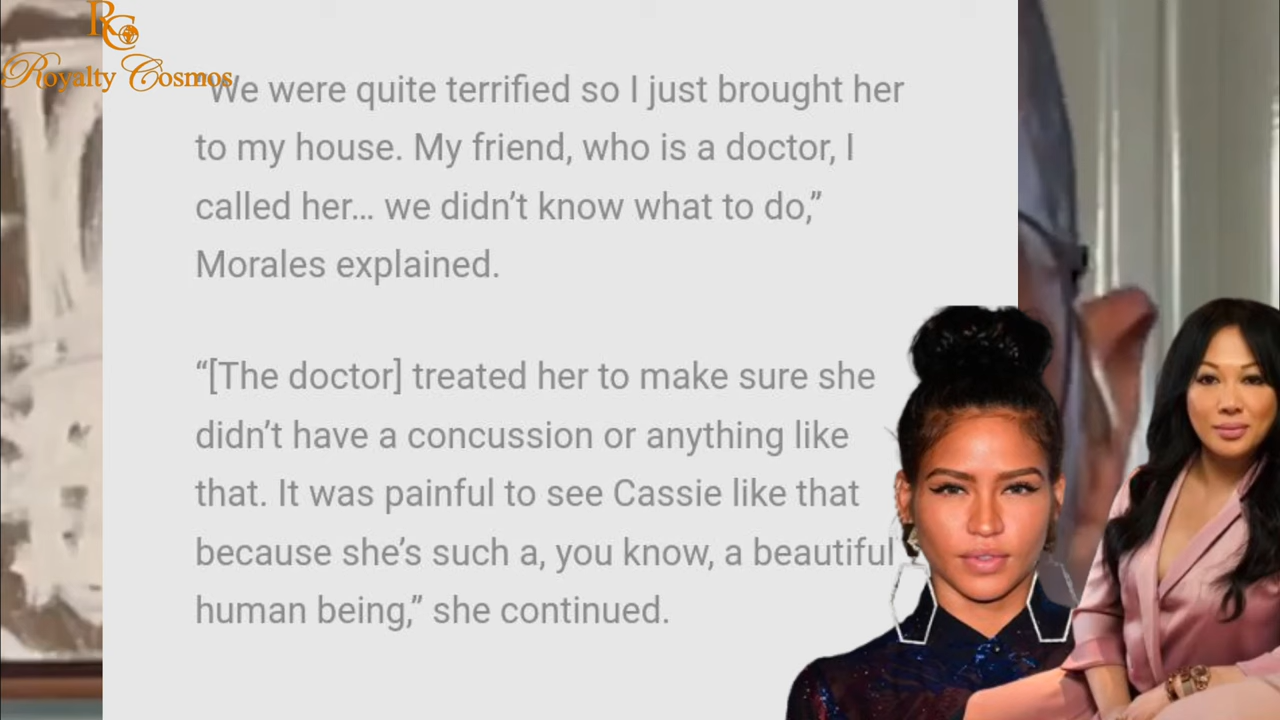 RC
Royalty Cosmos
“We were quite terrified so I just brought her
to my house. My friend, who is a doctor, I
called her… we didn’t know what to do,”
Morales explained.
“[The doctor] treated her to make sure she
didn’t have a concussion or anything like
that. It was painful to see Cassie like that
because she’s such a, you know, a beautiful
human being,” she continued.